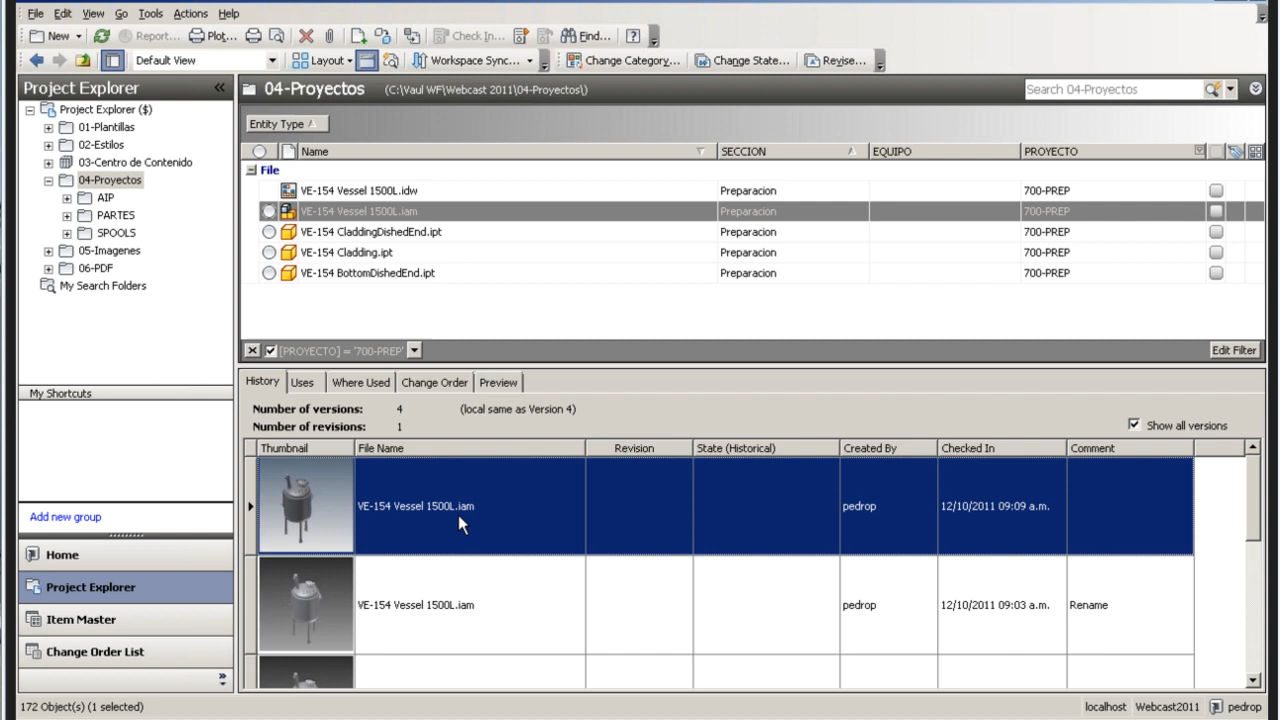 File Edit View Go Tools Actions Help
New Report... Plot... Check In... Find...
Default View Layout Workspace Sync... Change Category... Change State... Revise...
Project Explorer
Project Explorer ($)
01-Plantillas
02-Estilos
03-Centro de Contenido
04-Proyectos
AIP
PARTES
SPOOLS
05-Imagenes
06-PDF
My Search Folders
My Shortcuts
Add new group
Home
Project Explorer
Item Master
Change Order List
04-Proyectos (C:\Vaul WF\Webcast 2011\04-Proyectos\) Search 04-Proyectos
Entity Type
Name SECCION EQUIPO PROYECTO
File
VE-154 Vessel 1500L.idw Preparacion 700-PREP
VE-154 Vessel 1500L.iam Preparacion 700-PREP
VE-154 CladdingDishedEnd.ipt Preparacion 700-PREP
VE-154 Cladding.ipt Preparacion 700-PREP
VE-154 BottomDishedEnd.ipt Preparacion 700-PREP
[PROYECTO] = '700-PREP' Edit Filter
History Uses Where Used Change Order Preview
Number of versions: 4 (local same as Version 4)
Number of revisions: 1
Show all versions
Thumbnail File Name Revision State (Historical) Created By Checked In Comment
VE-154 Vessel 1500L.iam pedrop 12/10/2011 09:09 a.m.
VE-154 Vessel 1500L.iam pedrop 12/10/2011 09:03 a.m. Rename
172 Object(s) (1 selected) localhost Webcast2011 pedrop